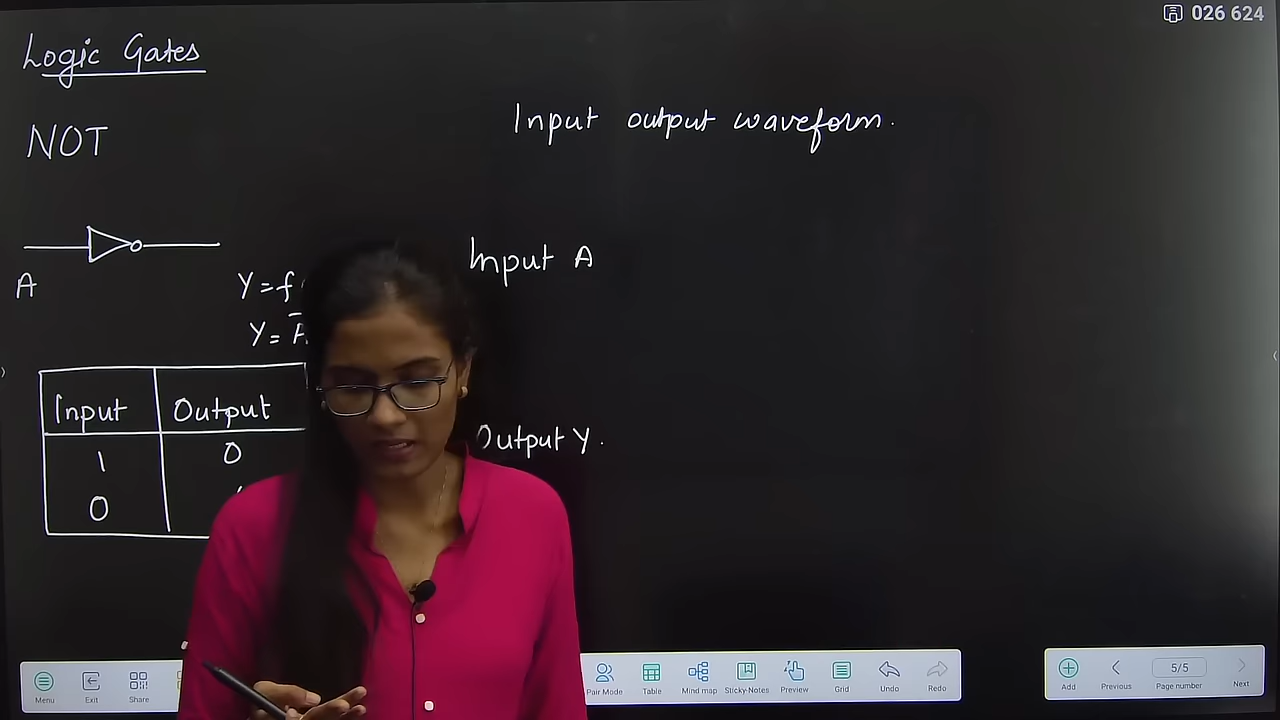 026 624
Logic Gates
NOT
Input output waveform.
A
Y = f
Y = A̅
Input A
Input Output
1 0
0
Output Y.
Menu Exit Share Pair Mode Table Mind map Sticky-Notes Preview Grid Undo Redo
Add Previous 5/5 Page number Next